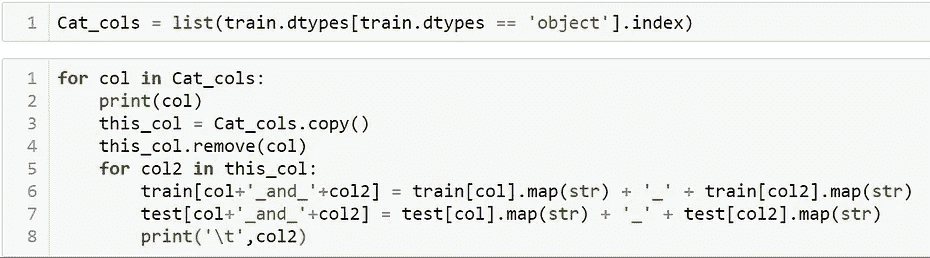 1 Cat_cols = list(train.dtypes[train.dtypes == 'object'].index)
1 for col in Cat_cols:
2     print(col)
3     this_col = Cat_cols.copy()
4     this_col.remove(col)
5     for col2 in this_col:
6         train[col+'_and_'+col2] = train[col].map(str) + '_' + train[col2].map(str)
7         test[col+'_and_'+col2] = test[col].map(str) + '_' + test[col2].map(str)
8         print('\t',col2)